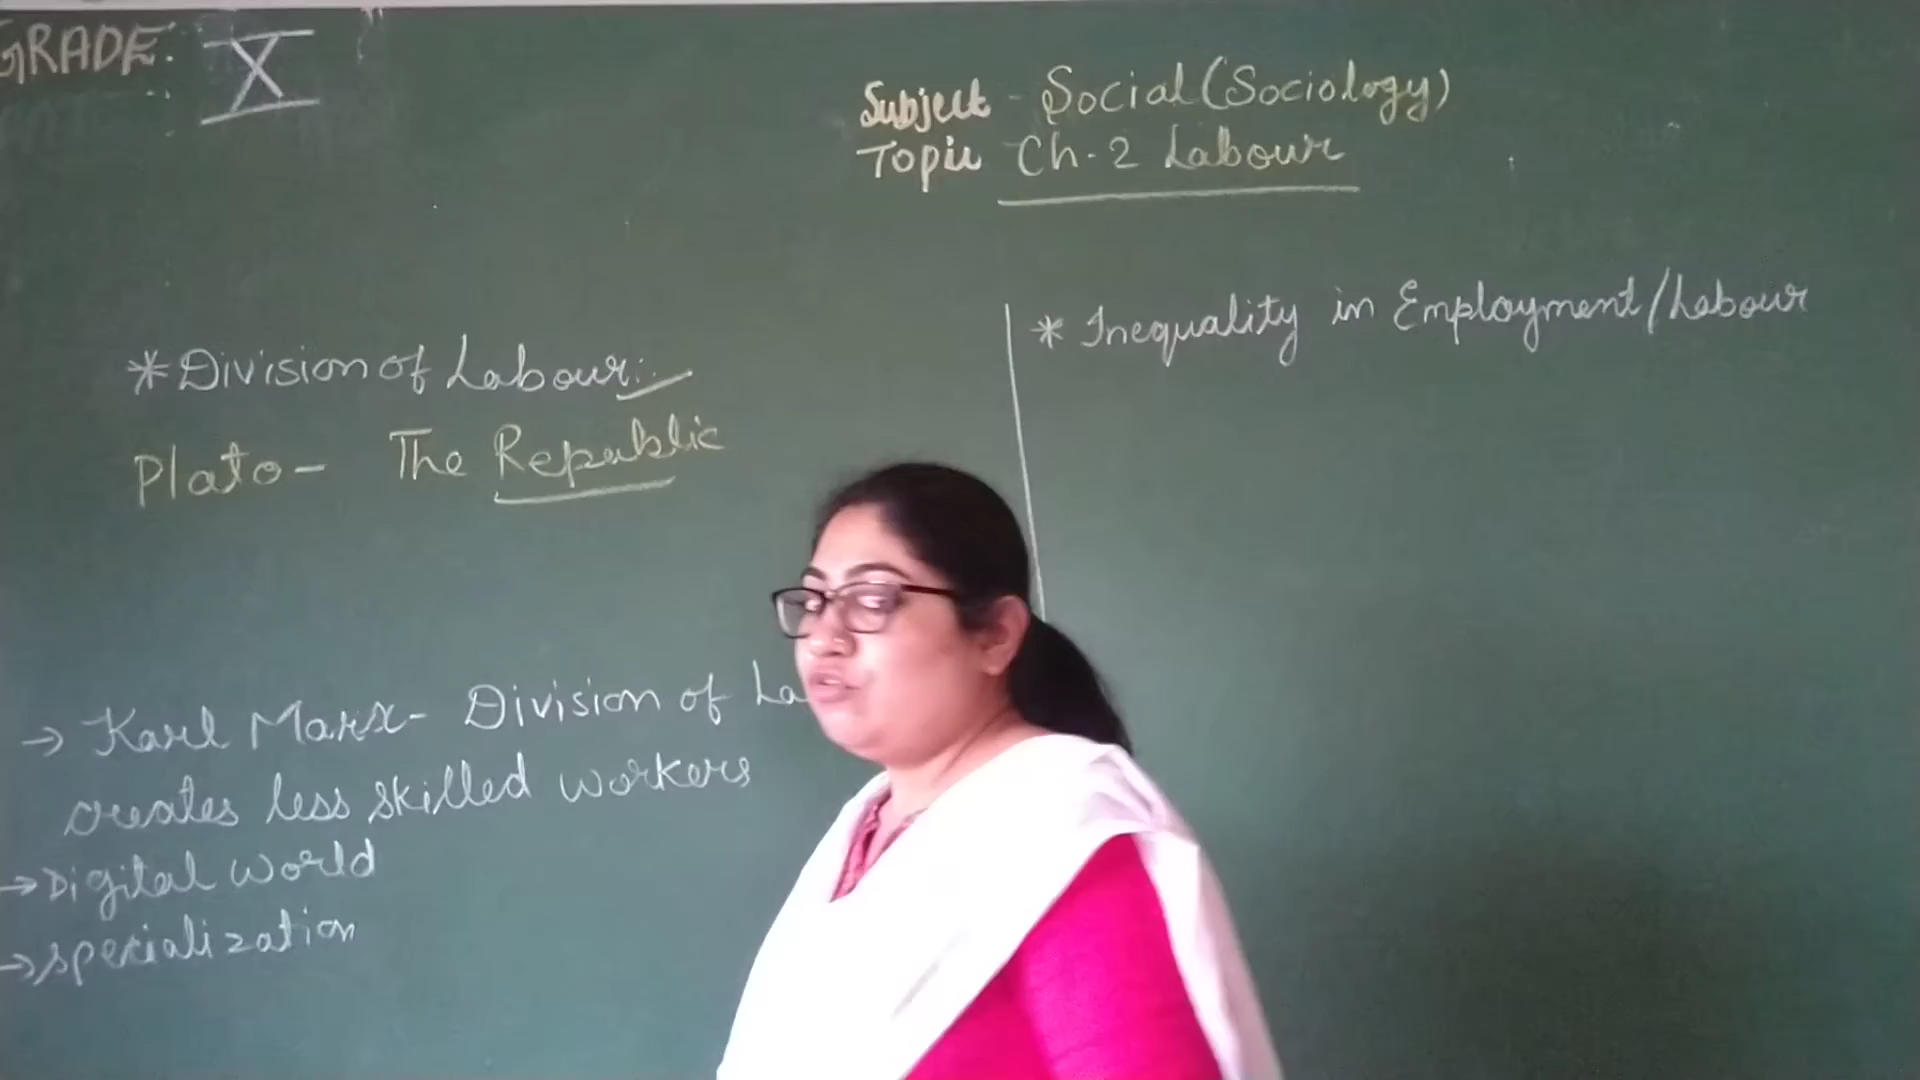 GRADE: X
Subject - Social (Sociology)
Topic Ch-2 Labour
* Division of Labour:
Plato - The Republic
→ Karl Marx - Division of La
creates less skilled workers
→ Digital world
→ specialization
* Inequality in Employment/Labour